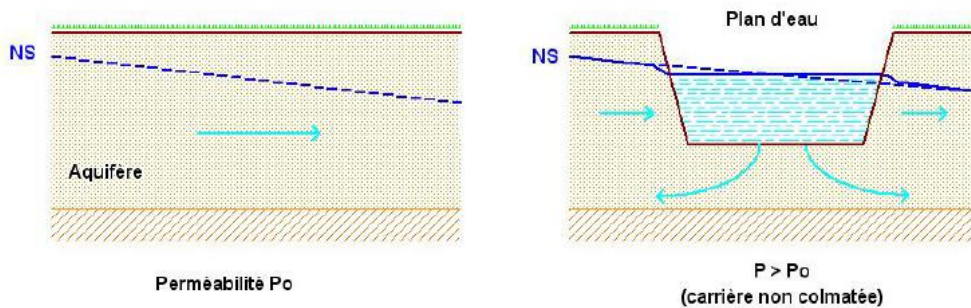 NS
Aquifère
Perméabilité Po
Plan d'eau
NS
P > Po
(carrière non colmatée)